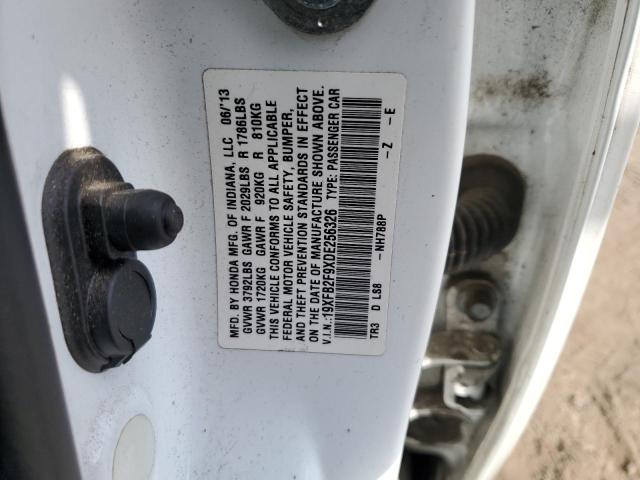 MFD. BY HONDA MFG. OF INDIANA, LLC 06/'13
GVWR 3792LBS GAWR F 2029LBS R 1786LBS
GVWR 1720KG GAWR F 920KG R 810KG
THIS VEHICLE CONFORMS TO ALL APPLICABLE
FEDERAL MOTOR VEHICLE SAFETY, BUMPER,
AND THEFT PREVENTION STANDARDS IN EFFECT
ON THE DATE OF MANUFACTURE SHOWN ABOVE.
V.I.N.:19XFB2F9XDE256326 TYPE: PASSENGER CAR
TR3 D LS8 -NH788P -Z -E